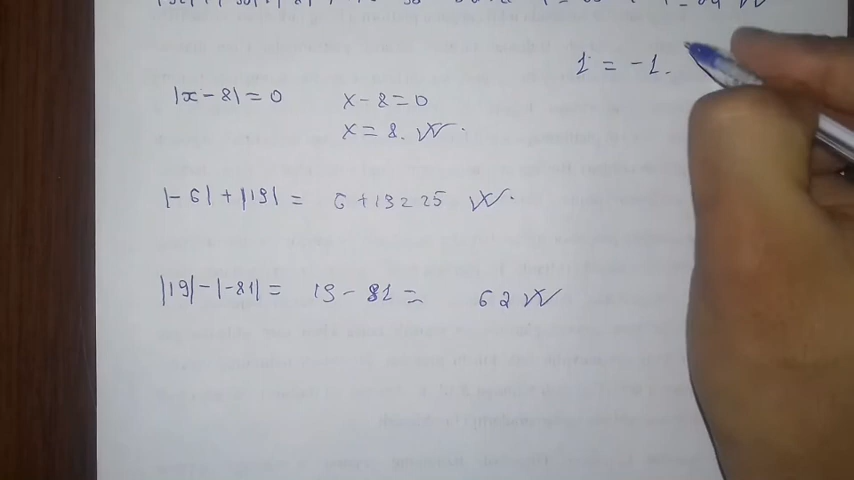 1 = -1.
|x - 8| = 0 x - 8 = 0
x = 8.
|-6| + |19| = 6 + 19 = 25
|19| - |-81| = 19 - 81 = 62